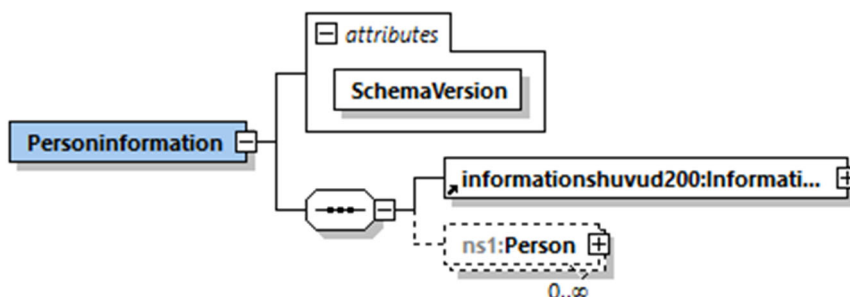 attributes
SchemaVersion
Personinformation
informationshuvud200:Informati...
ns1:Person
0..∞